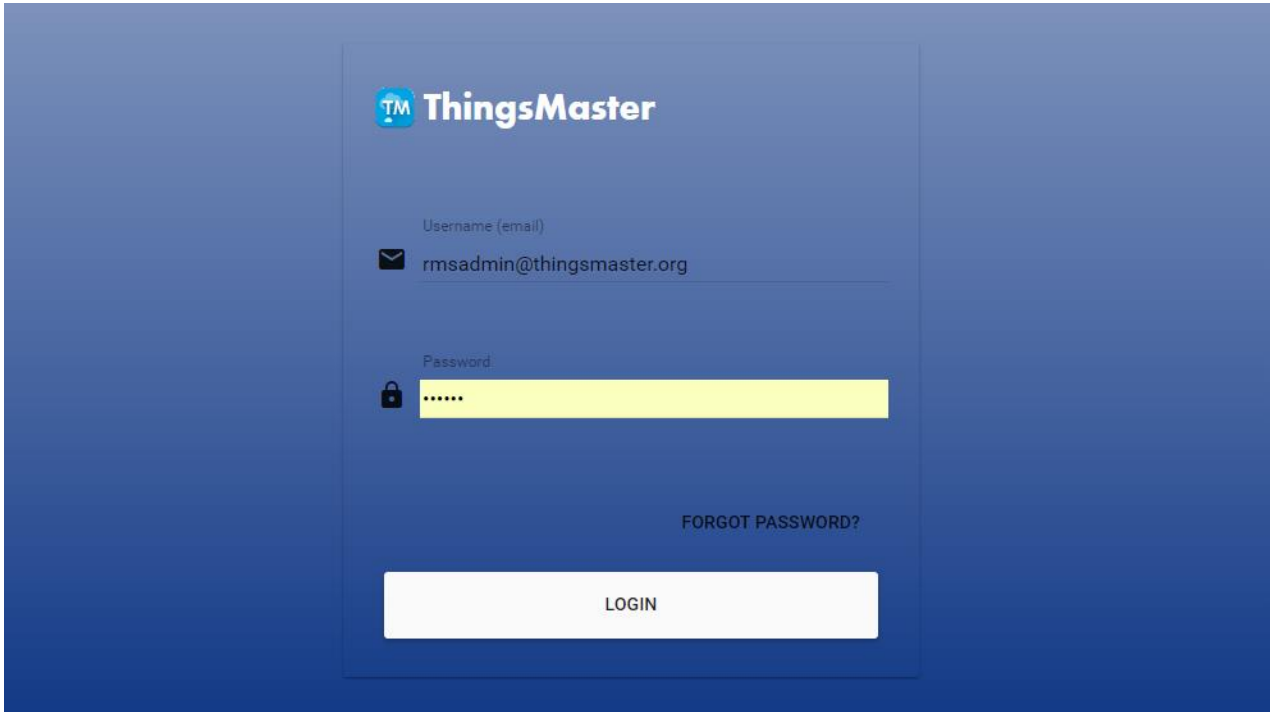 TM ThingsMaster
Username (email)
rmsadmin@thingsmaster.org
Password
••••••
FORGOT PASSWORD?
LOGIN